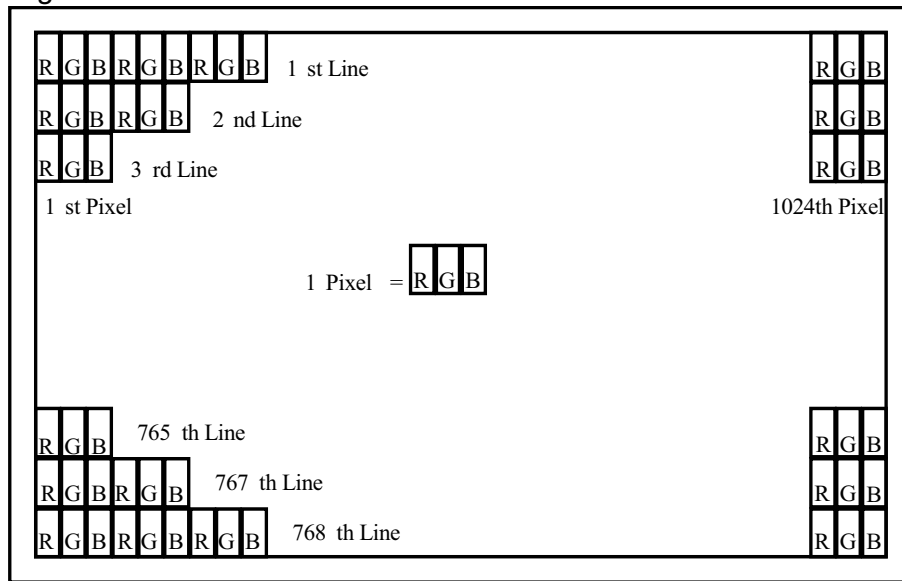 R G B R G B R G B 1 st Line R G B
R G B R G B 2 nd Line R G B
R G B 3 rd Line R G B
1 st Pixel 1024th Pixel
1 Pixel = R G B
R G B 765 th Line R G B
R G B R G B 767 th Line R G B
R G B R G B R G B 768 th Line R G B